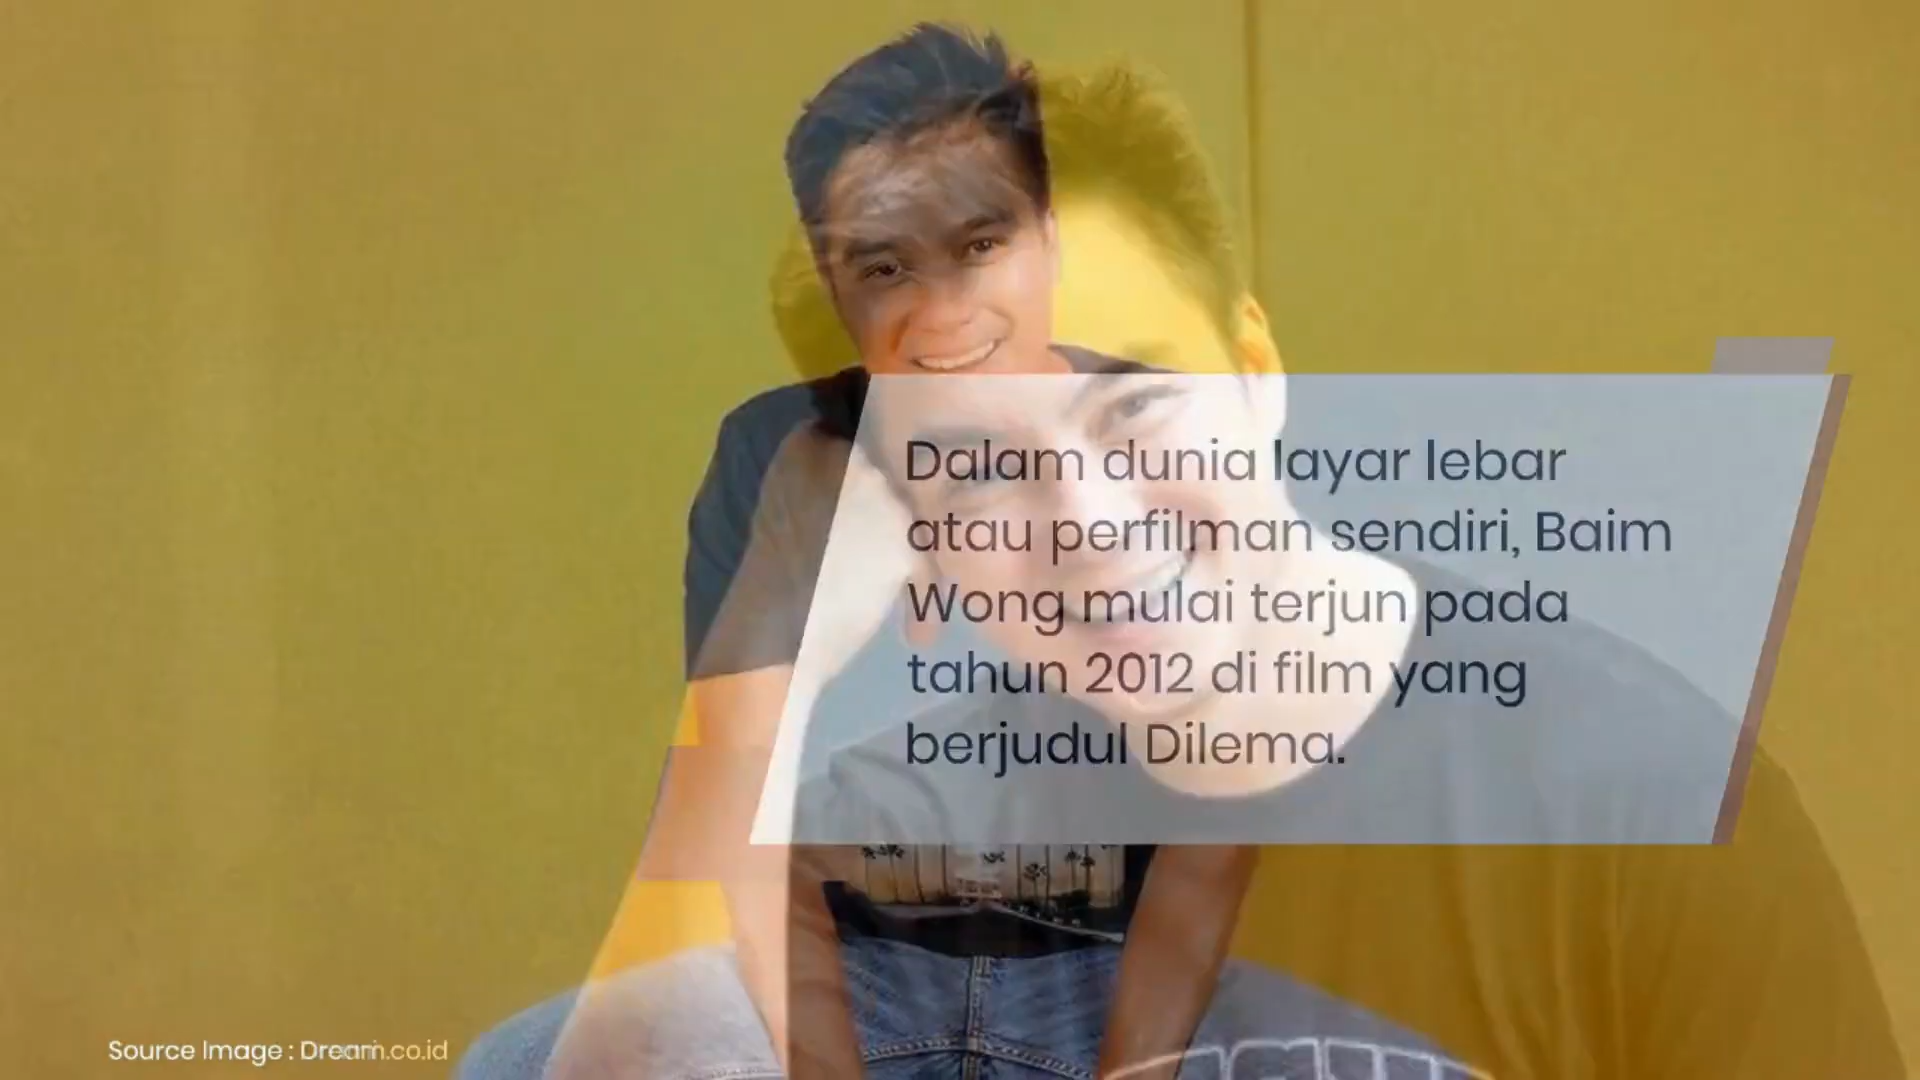 Dalam dunia layar lebar
atau perfilman sendiri, Baim
Wong mulai terjun pada
tahun 2012 di film yang
berjudul Dilema.
Source Image : Dream.co.id